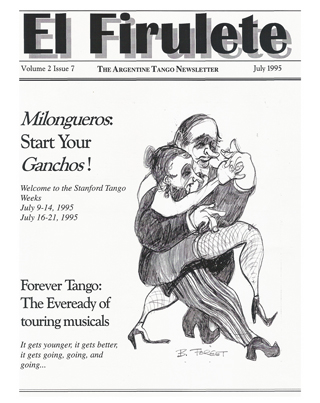 El Firulete
Volume 2 Issue 7 THE ARGENTINE TANGO NEWSLETTER July 1995
Milongueros:
Start Your
Ganchos !
Welcome to the Stanford Tango
Weeks
July 9-14, 1995
July 16-21, 1995
Forever Tango:
The Eveready of
touring musicals
It gets younger, it gets better,
it gets going, going, and
going...